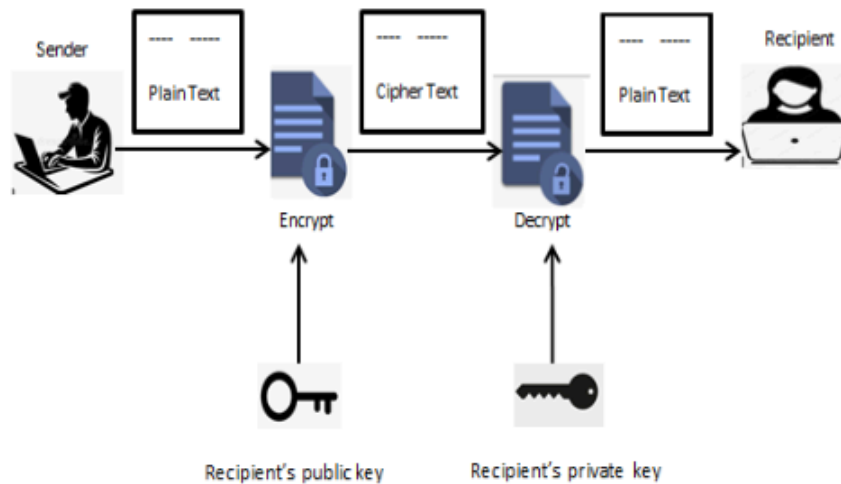 Sender
---- -----
Plain Text
---- -----
Cipher Text
---- -----
Plain Text
Recipient
Encrypt
Decrypt
Recipient's public key
Recipient's private key